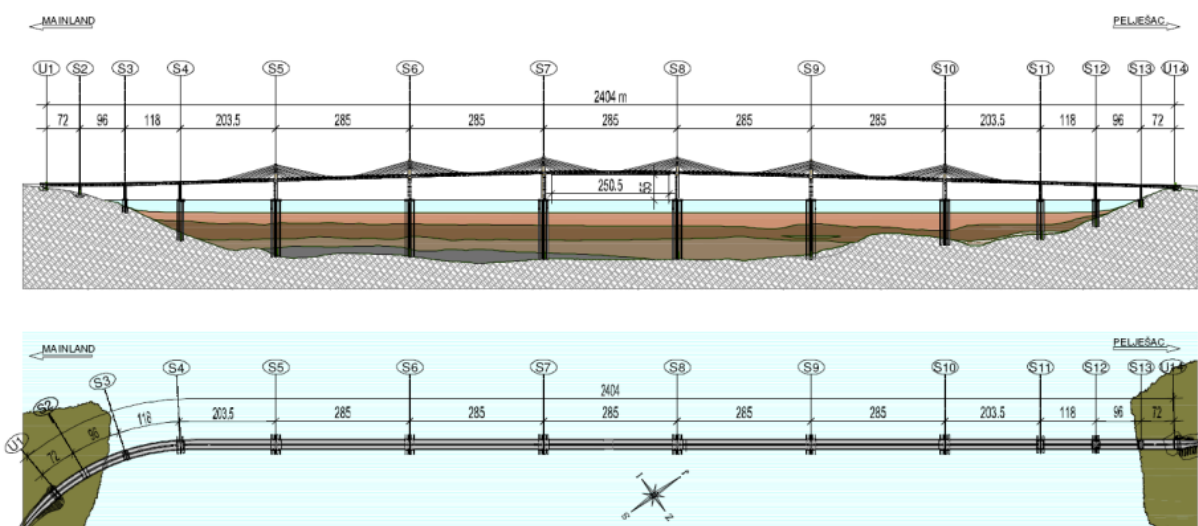 MAINLAND PELJEŠAC
U1 S2 S3 S4 S5 S6 S7 S8 S9 S10 S11 S12 S13 U14
2404 m
72 96 118 203.5 285 285 285 285 285 203.5 118 96 72
250.5 55
MAINLAND PELJEŠAC
U1 S2 S3 S4 S5 S6 S7 S8 S9 S10 S11 S12 S13 U14
2404
72 96 118 203.5 285 285 285 285 285 203.5 118 96 72